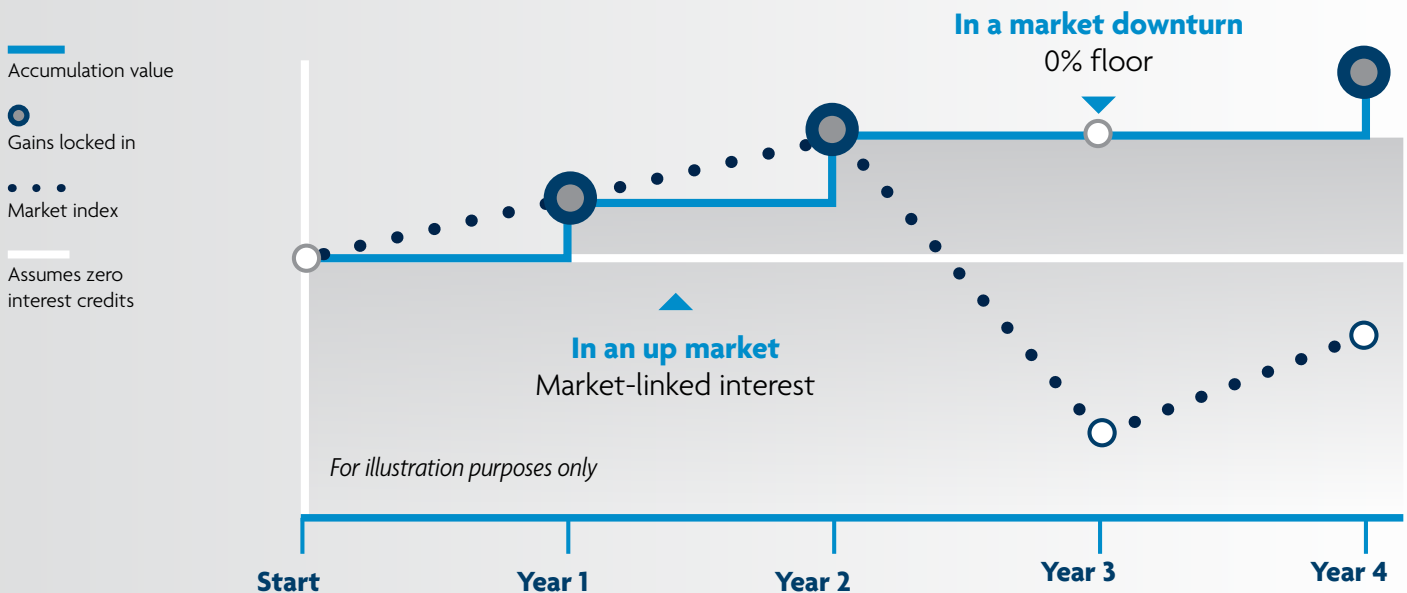 In a market downturn
0% floor
Accumulation value
Gains locked in
Market index
Assumes zero
interest credits
In an up market
Market-linked interest
For illustration purposes only
Start
Year 1
Year 2
Year 3
Year 4